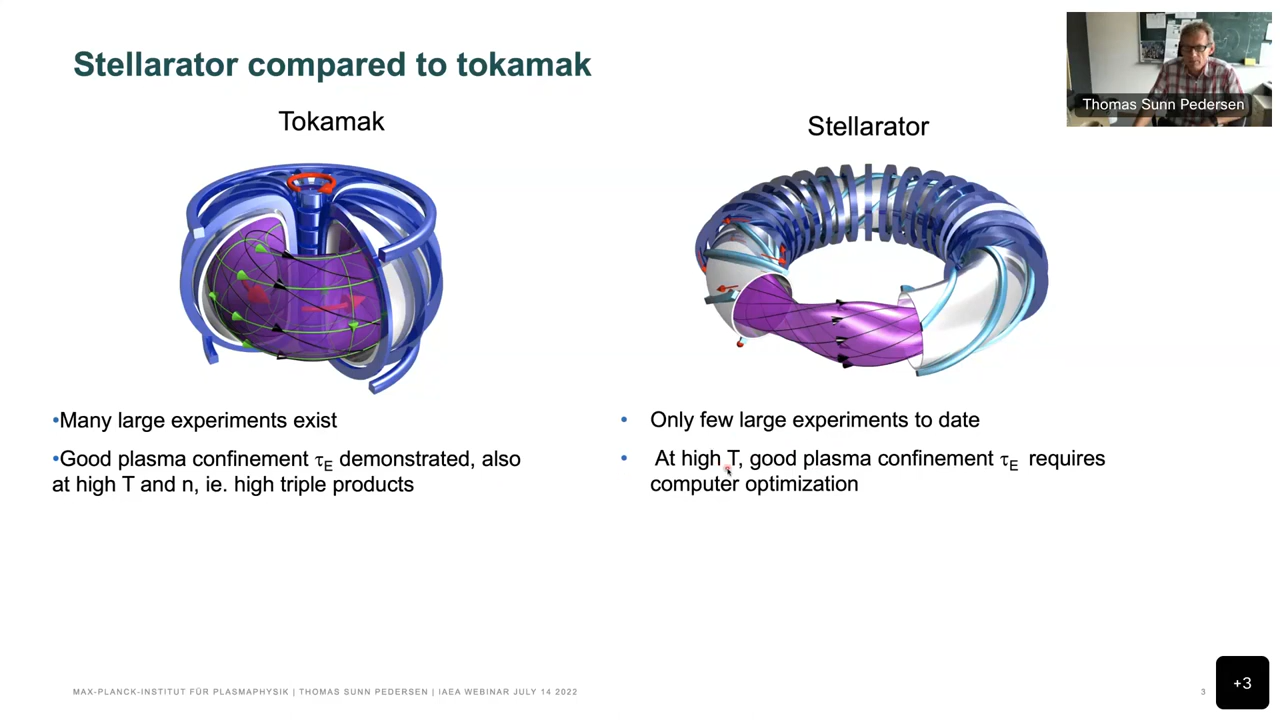 Stellarator compared to tokamak
Thomas Sunn Pedersen
Tokamak
Stellarator
•Many large experiments exist
•Good plasma confinement τE demonstrated, also
at high T and n, ie. high triple products
• Only few large experiments to date
• At high T, good plasma confinement τE requires
computer optimization
MAX-PLANCK-INSTITUT FÜR PLASMAPHYSIK | THOMAS SUNN PEDERSEN | IAEA WEBINAR JULY 14 2022
3
+3